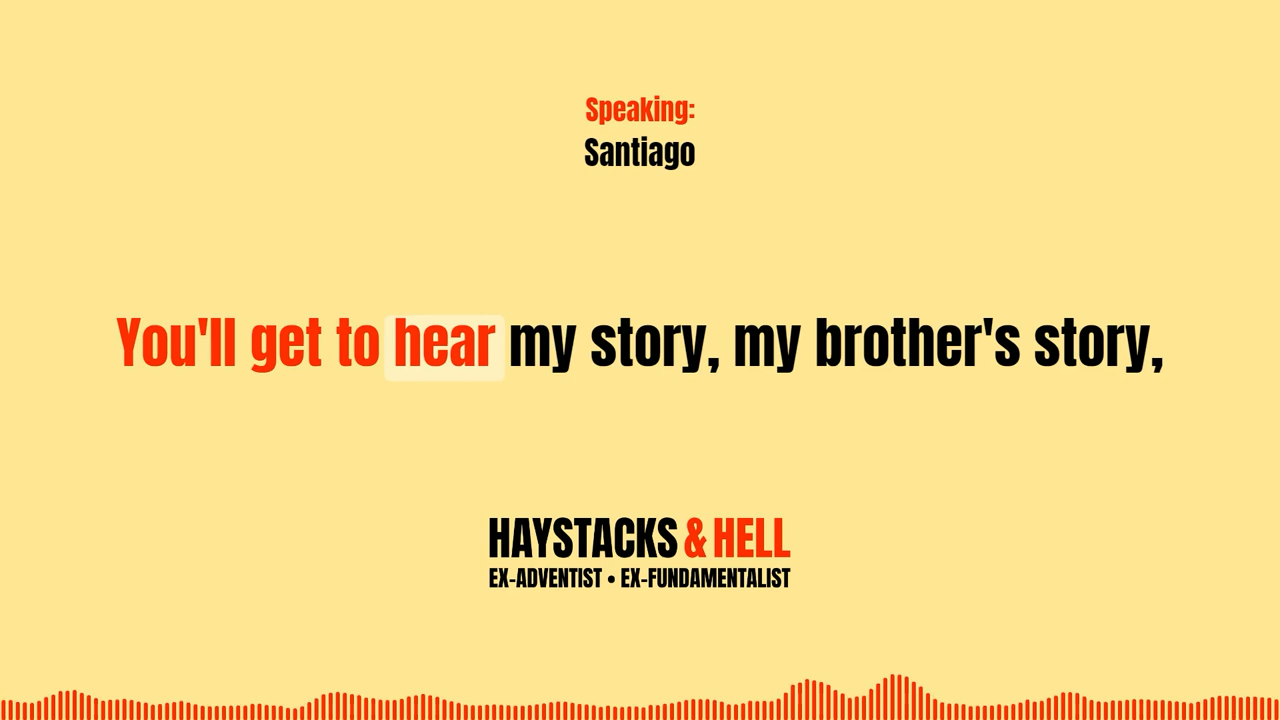 Speaking:
Santiago
You'll get to hear my story, my brother's story,
HAYSTACKS & HELL
EX-ADVENTIST • EX-FUNDAMENTALIST